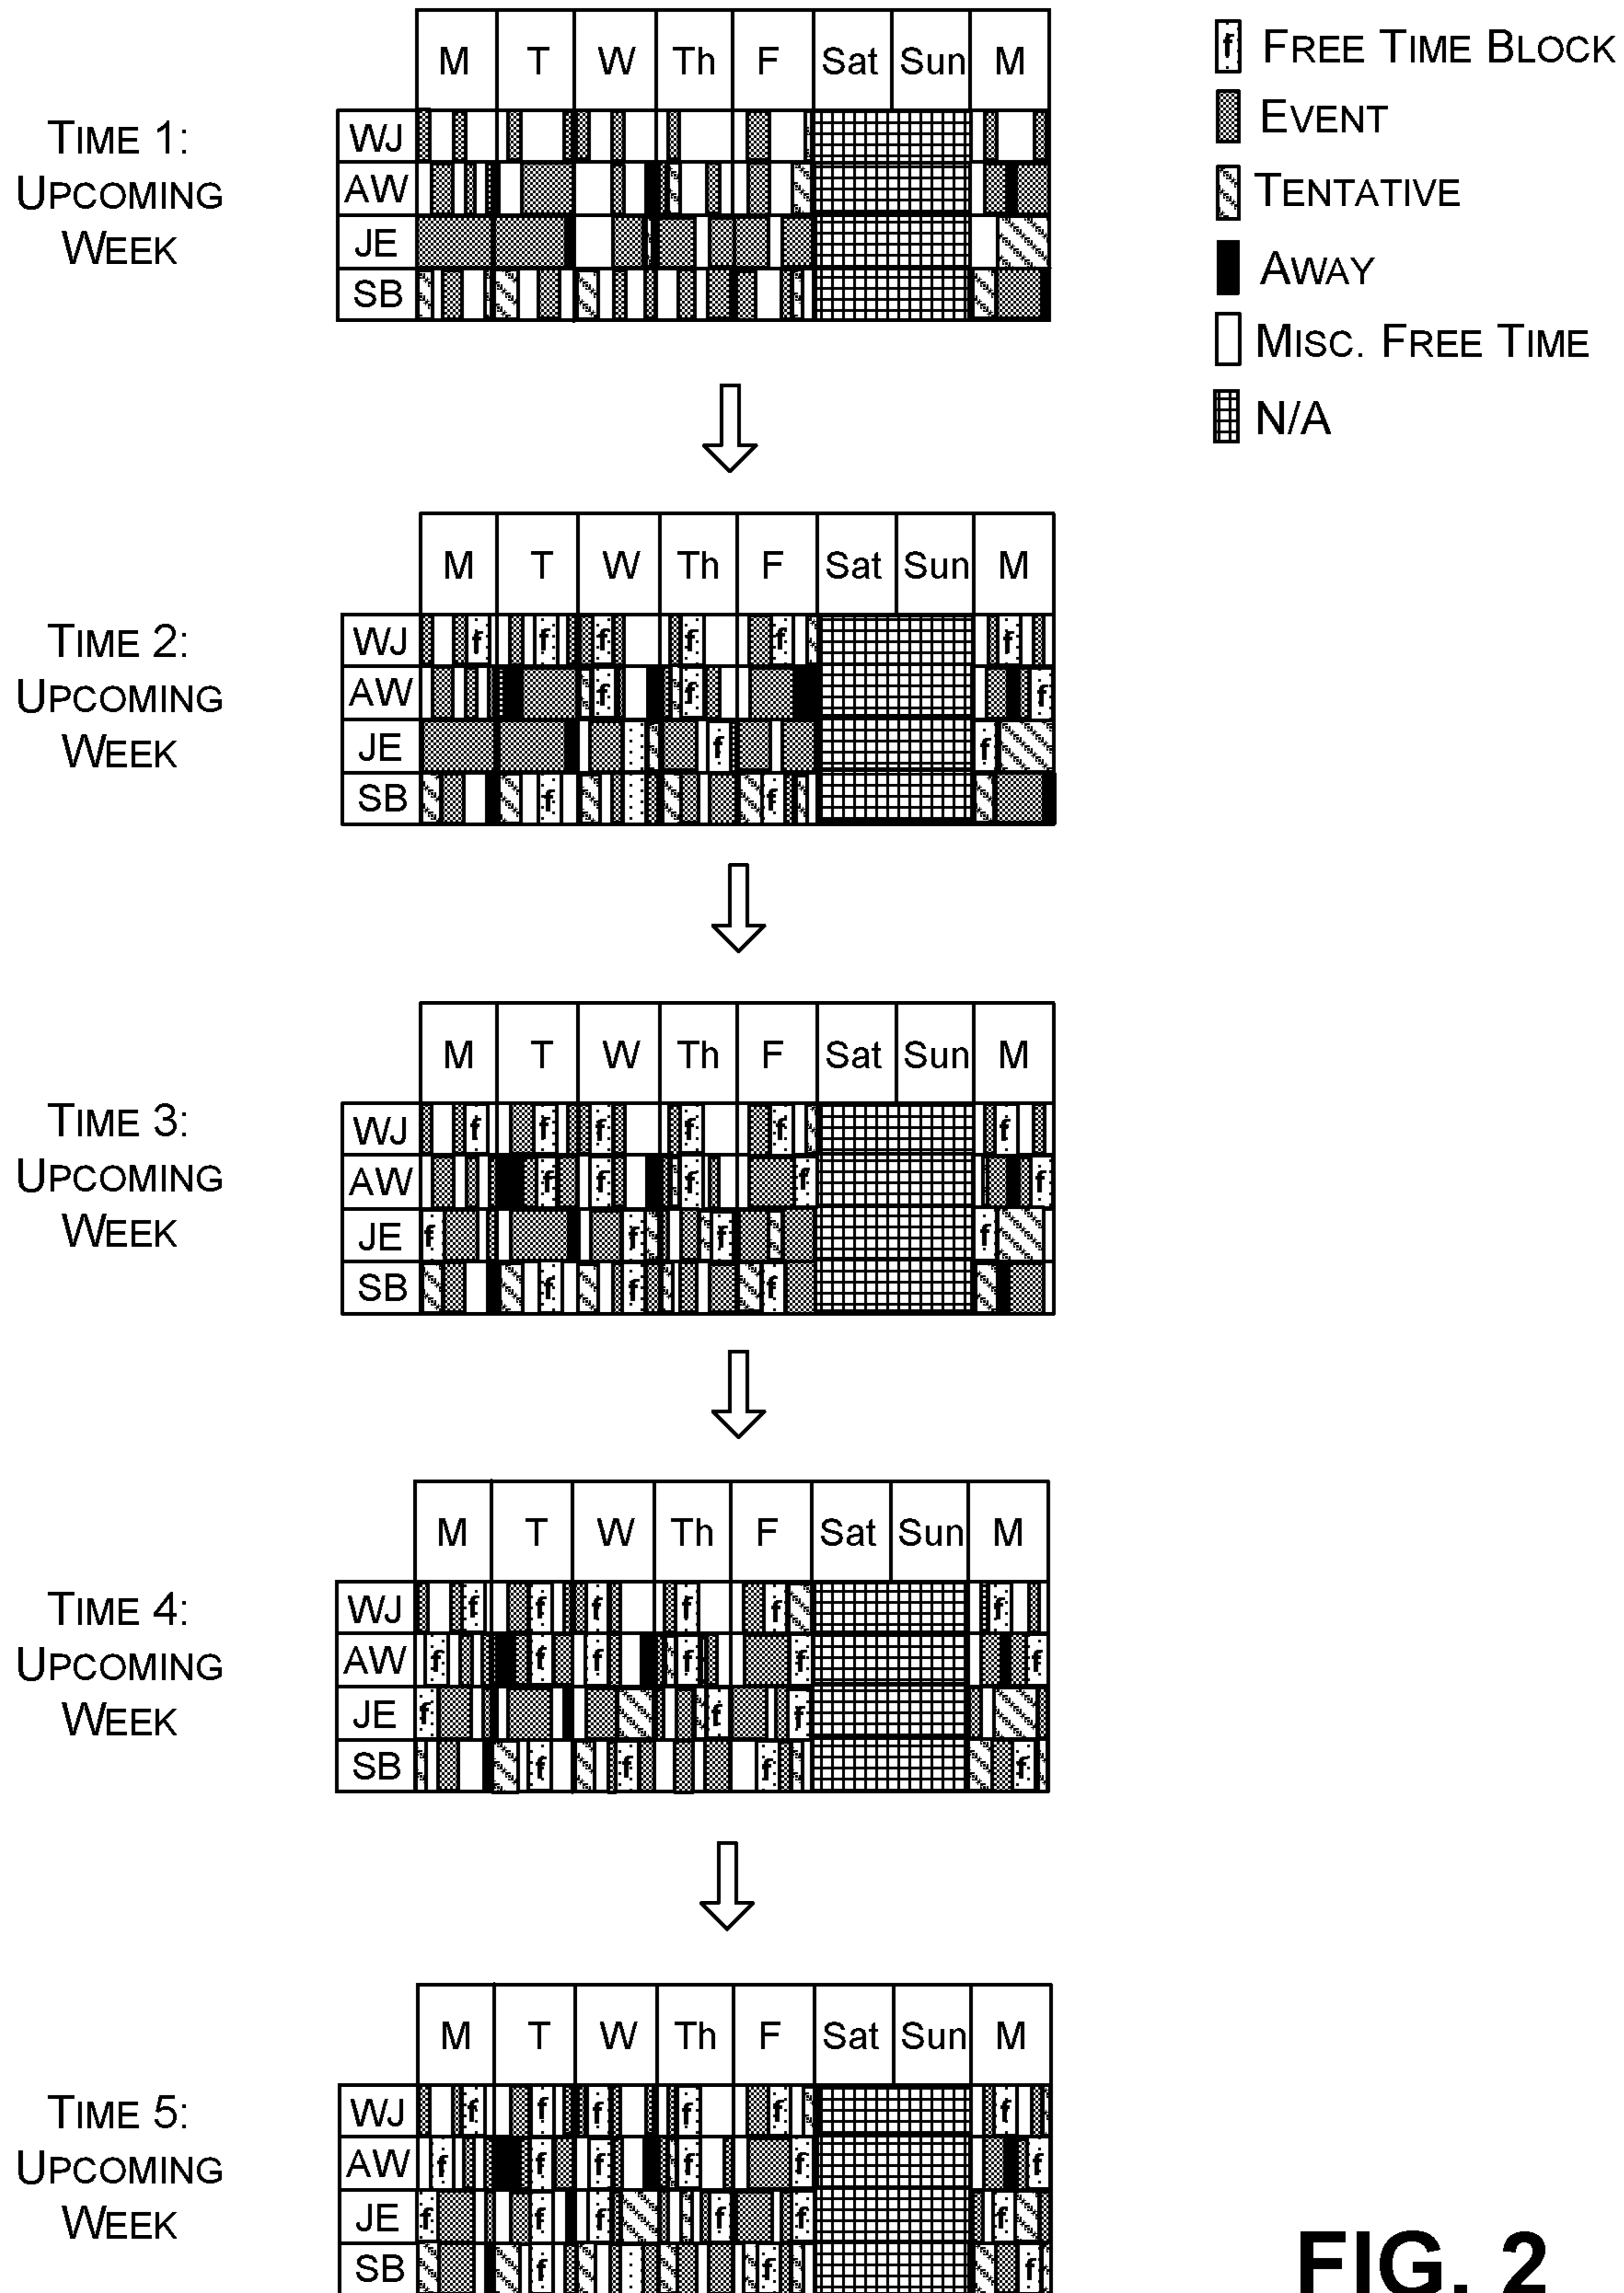 M T W Th F Sat Sun M
WJ
AW
JE
SB
TIME 1:
UPCOMING
WEEK
f FREE TIME BLOCK
EVENT
TENTATIVE
AWAY
MISC. FREE TIME
N/A
M T W Th F Sat Sun M
TIME 2:
UPCOMING
WEEK
WJ f f f f f f
AW f f f
JE f f
SB f f
M T W Th F Sat Sun M
TIME 3:
UPCOMING
WEEK
WJ f f f f f f
AW f f f f f
JE f f f f
SB f f f
M T W Th F Sat Sun M
TIME 4:
UPCOMING
WEEK
WJ f f f f f f
AW f f f f f f
JE f f f
SB f f f f
M T W Th F Sat Sun M
TIME 5:
UPCOMING
WEEK
WJ f f f f f f
AW f f f f f f
JE f f f f f f
SB f f f
FIG. 2